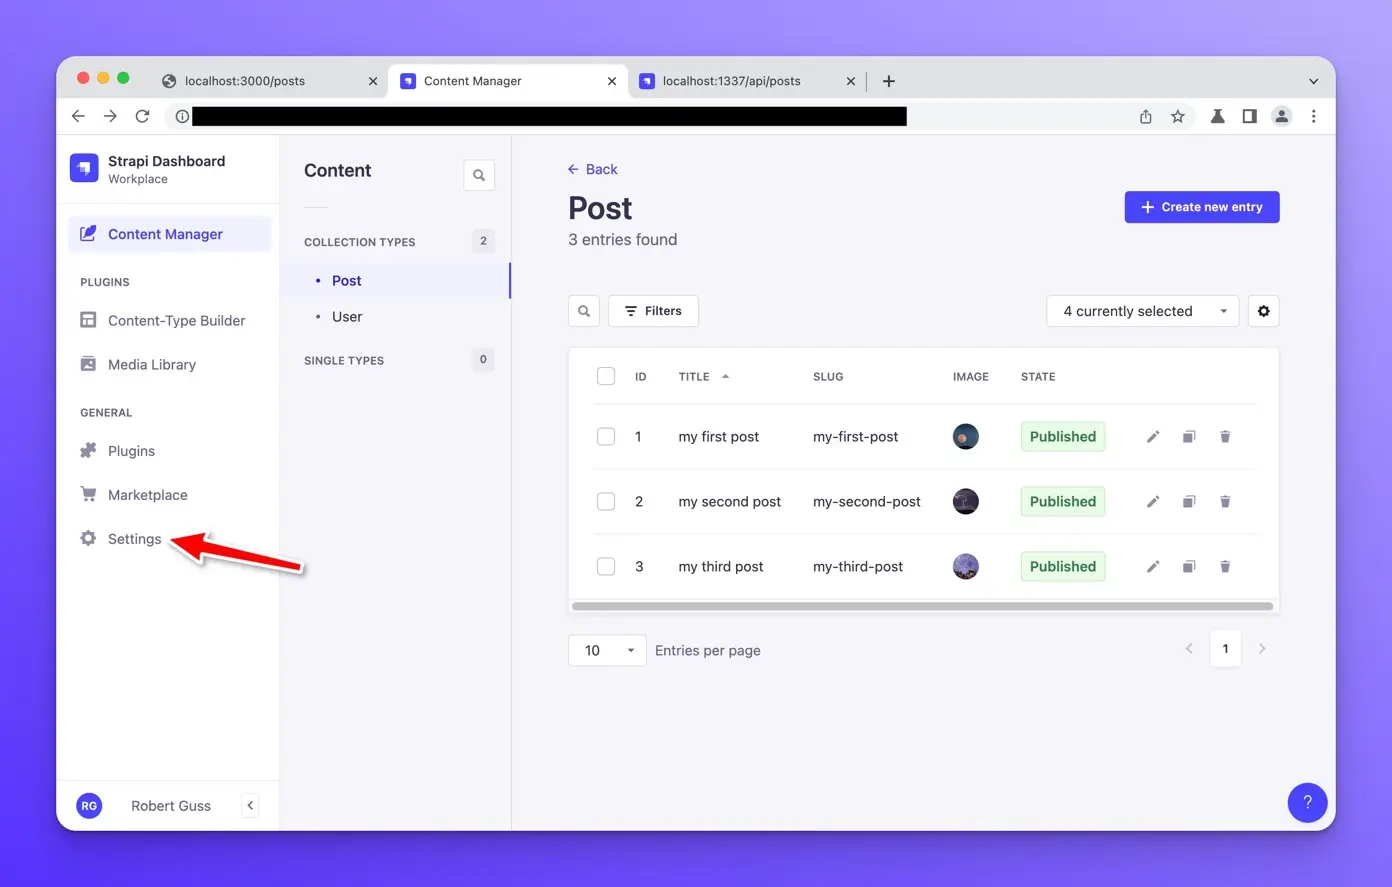 localhost:3000/posts
Content Manager
localhost:1337/api/posts
Strapi Dashboard
Workplace
Content Manager
PLUGINS
Content-Type Builder
Media Library
GENERAL
Plugins
Marketplace
Settings
RG Robert Guss
Content
COLLECTION TYPES 2
Post
User
SINGLE TYPES 0
Back
Post
3 entries found
Create new entry
Filters
4 currently selected
ID TITLE SLUG IMAGE STATE
1 my first post my-first-post Published
2 my second post my-second-post Published
3 my third post my-third-post Published
10 Entries per page
1
?